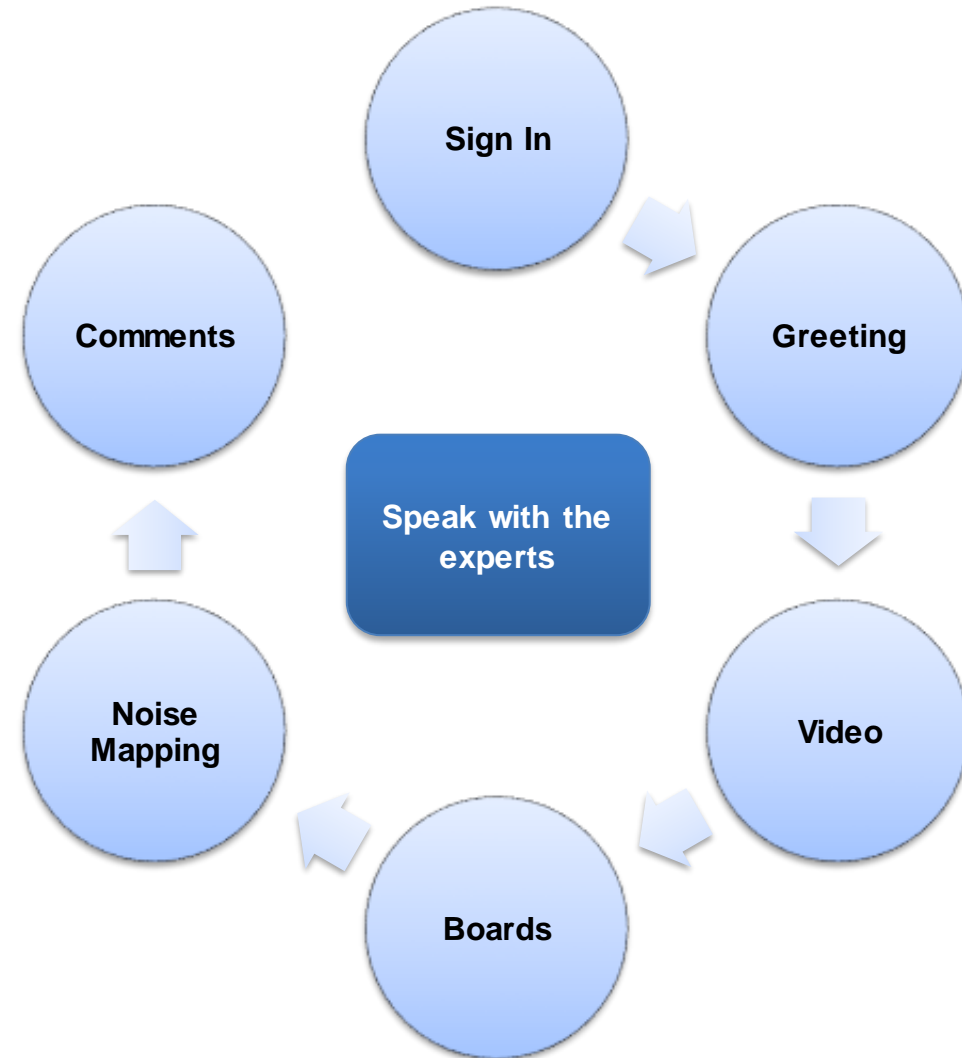 Sign In
Greeting
Video
Boards
Noise
Mapping
Comments
Speak with the
experts